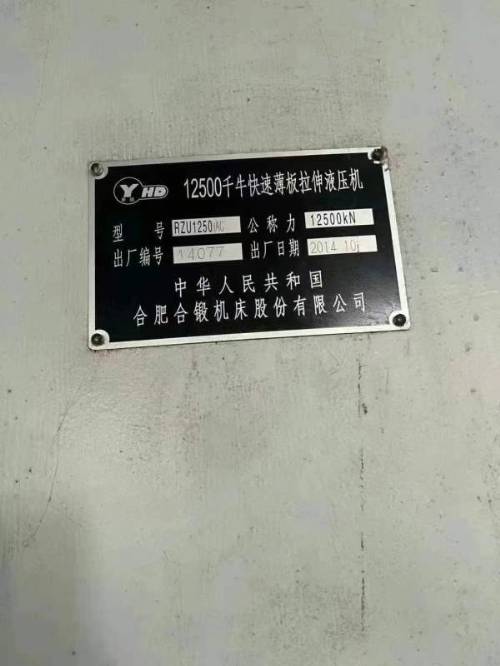 YHD 12500千牛快速薄板拉伸液压机
型 号 RZU1250 公称力 12500kN
出厂编号 14077 出厂日期 2014.10
中华人民共和国
合肥合锻机床股份有限公司